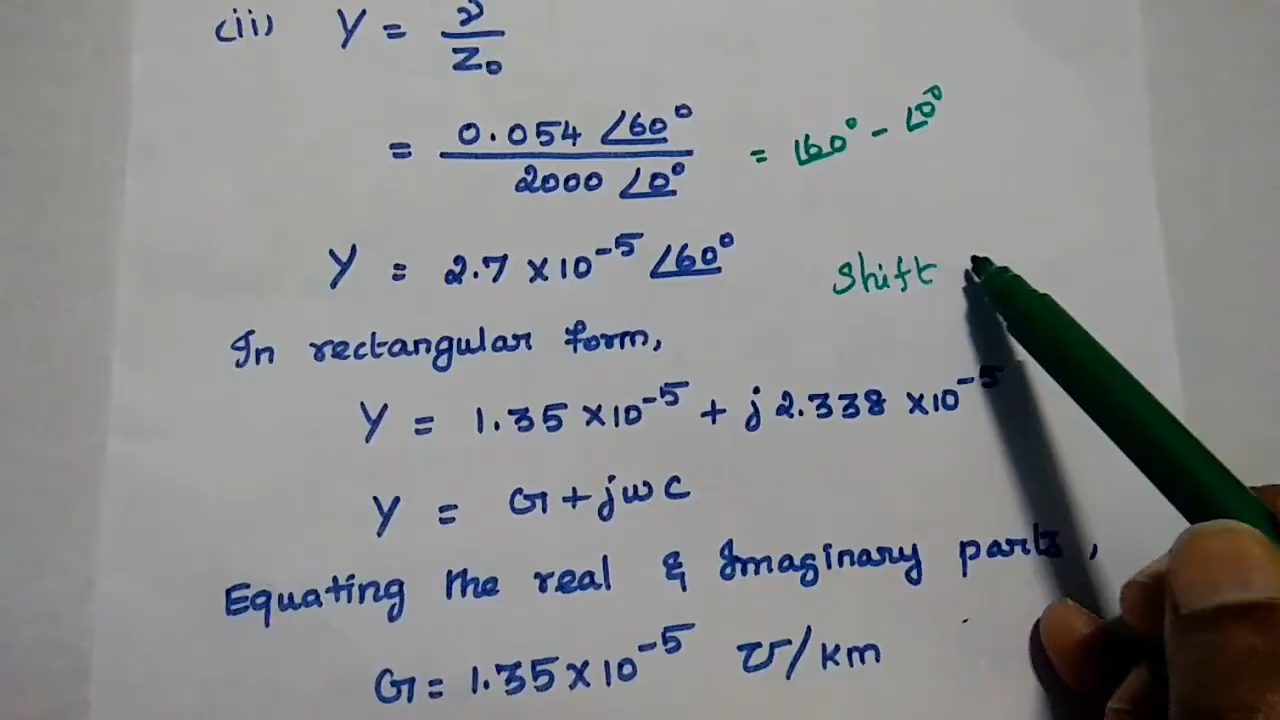 (ii) Y = γ / Z₀
= 0.054 ∠60° / 2000 ∠0° = ∠60° - ∠0°
Y = 2.7 ×10⁻⁵ ∠60° Shift
In rectangular form,
Y = 1.35 ×10⁻⁵ + j 2.338 ×10⁻⁵
Y = G + jωC
Equating the real & Imaginary parts,
G = 1.35 × 10⁻⁵ ℧/km